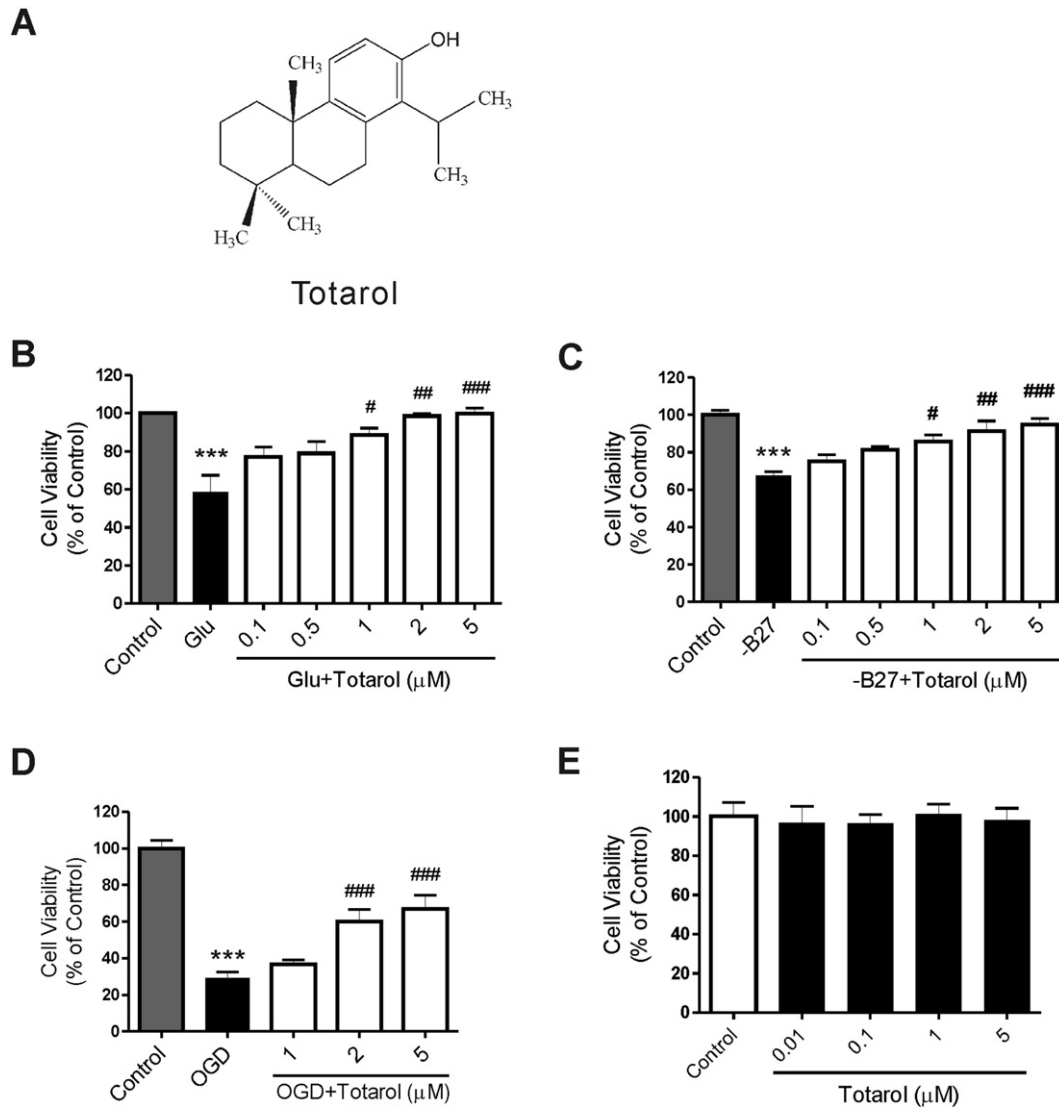 A
OH
CH₃
CH₃
CH₃
CH₃
H₃C
Totarol
B
120
100
80
60
40
20
0
Cell Viability
(% of Control)
***
#
##
###
Control
Glu
0.1
0.5
1
2
5
Glu+Totarol (μM)
C
120
100
80
60
40
20
0
Cell Viability
(% of Control)
***
#
##
###
Control
-B27
0.1
0.5
1
2
5
-B27+Totarol (μM)
D
120
100
80
60
40
20
0
Cell Viability
(% of Control)
***
###
###
Control
OGD
1
2
5
OGD+Totarol (μM)
E
120
100
80
60
40
20
0
Cell Viability
(% of Control)
Control
0.01
0.1
1
5
Totarol (μM)